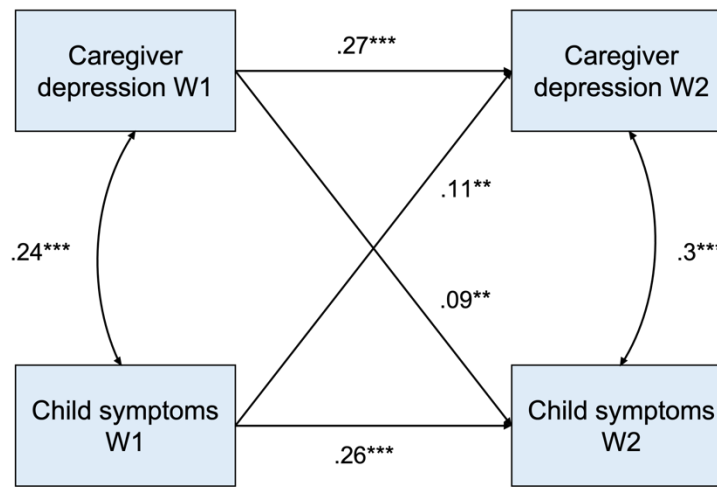 Caregiver
depression W1
.27***
Caregiver
depression W2
.11**
.24***
.3***
.09**
Child symptoms
W1
.26***
Child symptoms
W2